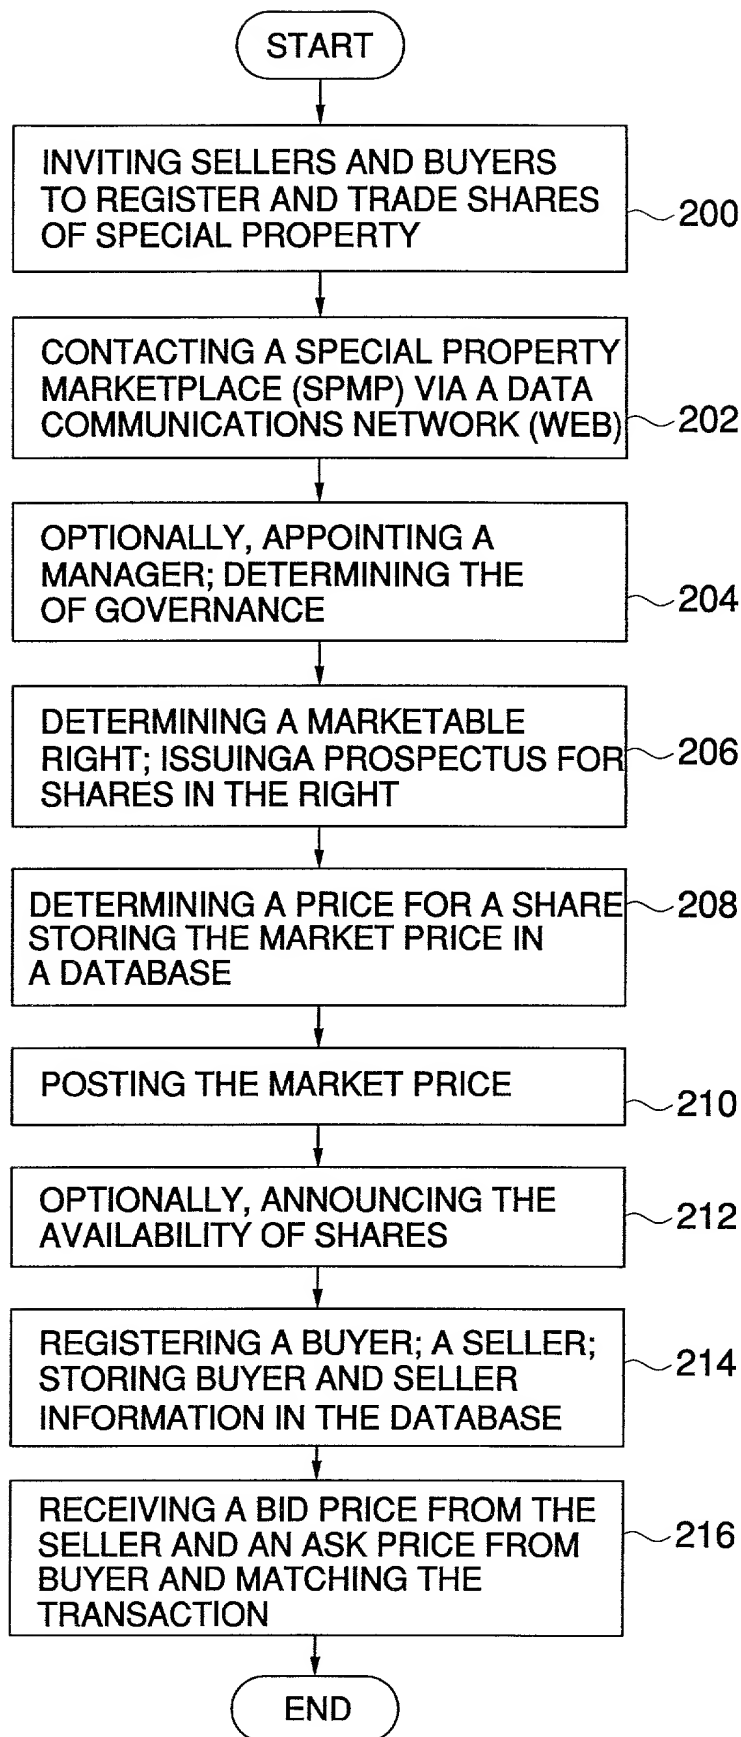 START
INVITING SELLERS AND BUYERS
TO REGISTER AND TRADE SHARES
OF SPECIAL PROPERTY
200
CONTACTING A SPECIAL PROPERTY
MARKETPLACE (SPMP) VIA A DATA
COMMUNICATIONS NETWORK (WEB)
202
OPTIONALLY, APPOINTING A
MANAGER; DETERMINING THE
OF GOVERNANCE
204
DETERMINING A MARKETABLE
RIGHT; ISSUINGA PROSPECTUS FOR
SHARES IN THE RIGHT
206
DETERMINING A PRICE FOR A SHARE
STORING THE MARKET PRICE IN
A DATABASE
208
POSTING THE MARKET PRICE
210
OPTIONALLY, ANNOUNCING THE
AVAILABILITY OF SHARES
212
REGISTERING A BUYER; A SELLER;
STORING BUYER AND SELLER
INFORMATION IN THE DATABASE
214
RECEIVING A BID PRICE FROM THE
SELLER AND AN ASK PRICE FROM
BUYER AND MATCHING THE
TRANSACTION
216
END